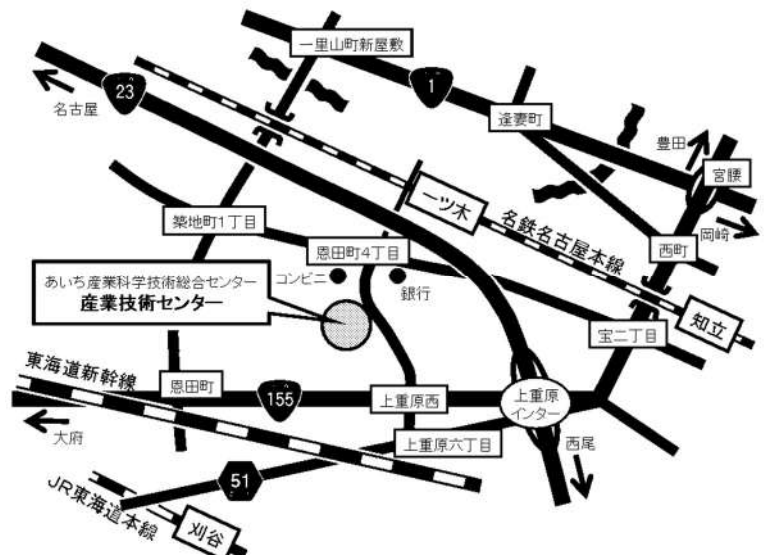 一里山町新屋敷
1
23
名古屋
逢妻町
豊田
宮腰
一ツ木
名鉄名古屋本線
岡崎
築地町1丁目
西町
恩田町4丁目
あいち産業科学技術総合センター
産業技術センター
コンビニ
銀行
知立
宝二丁目
東海道新幹線
恩田町
155
上重原西
上重原
インター
大府
上重原六丁目
西尾
51
JR東海道本線
刈谷